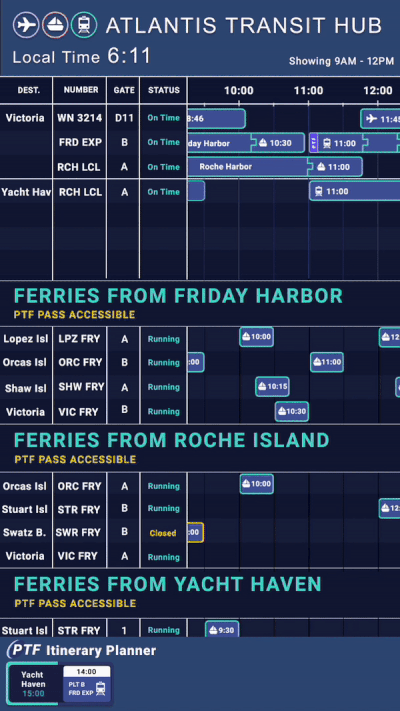 ATLANTIS TRANSIT HUB
Local Time 6:11
Showing 9AM - 12PM
DEST. NUMBER GATE STATUS 10:00 11:00 12:00
Victoria WN 3214 D11 On Time 8:46 11:45
FRD EXP B On Time day Harbor 10:30 PTF 11:00
RCH LCL A On Time Roche Harbor 11:00
Yacht Hav RCH LCL A On Time 11:00
FERRIES FROM FRIDAY HARBOR
PTF PASS ACCESSIBLE
Lopez Isl LPZ FRY A Running 10:00 12
Orcas Isl ORC FRY B Running :00 11:00
Shaw Isl SHW FRY A Running 10:15
Victoria VIC FRY B Running 10:30
FERRIES FROM ROCHE ISLAND
PTF PASS ACCESSIBLE
Orcas Isl ORC FRY A Running 10:00
Stuart Isl STR FRY B Running 12:
Swatz B. SWR FRY B Closed :00
Victoria VIC FRY A Running
FERRIES FROM YACHT HAVEN
PTF PASS ACCESSIBLE
Stuart Isl STR FRY 1 Running 9:30
PTF Itinerary Planner
Yacht
Haven
15:00
14:00
PLT B
FRD EXP